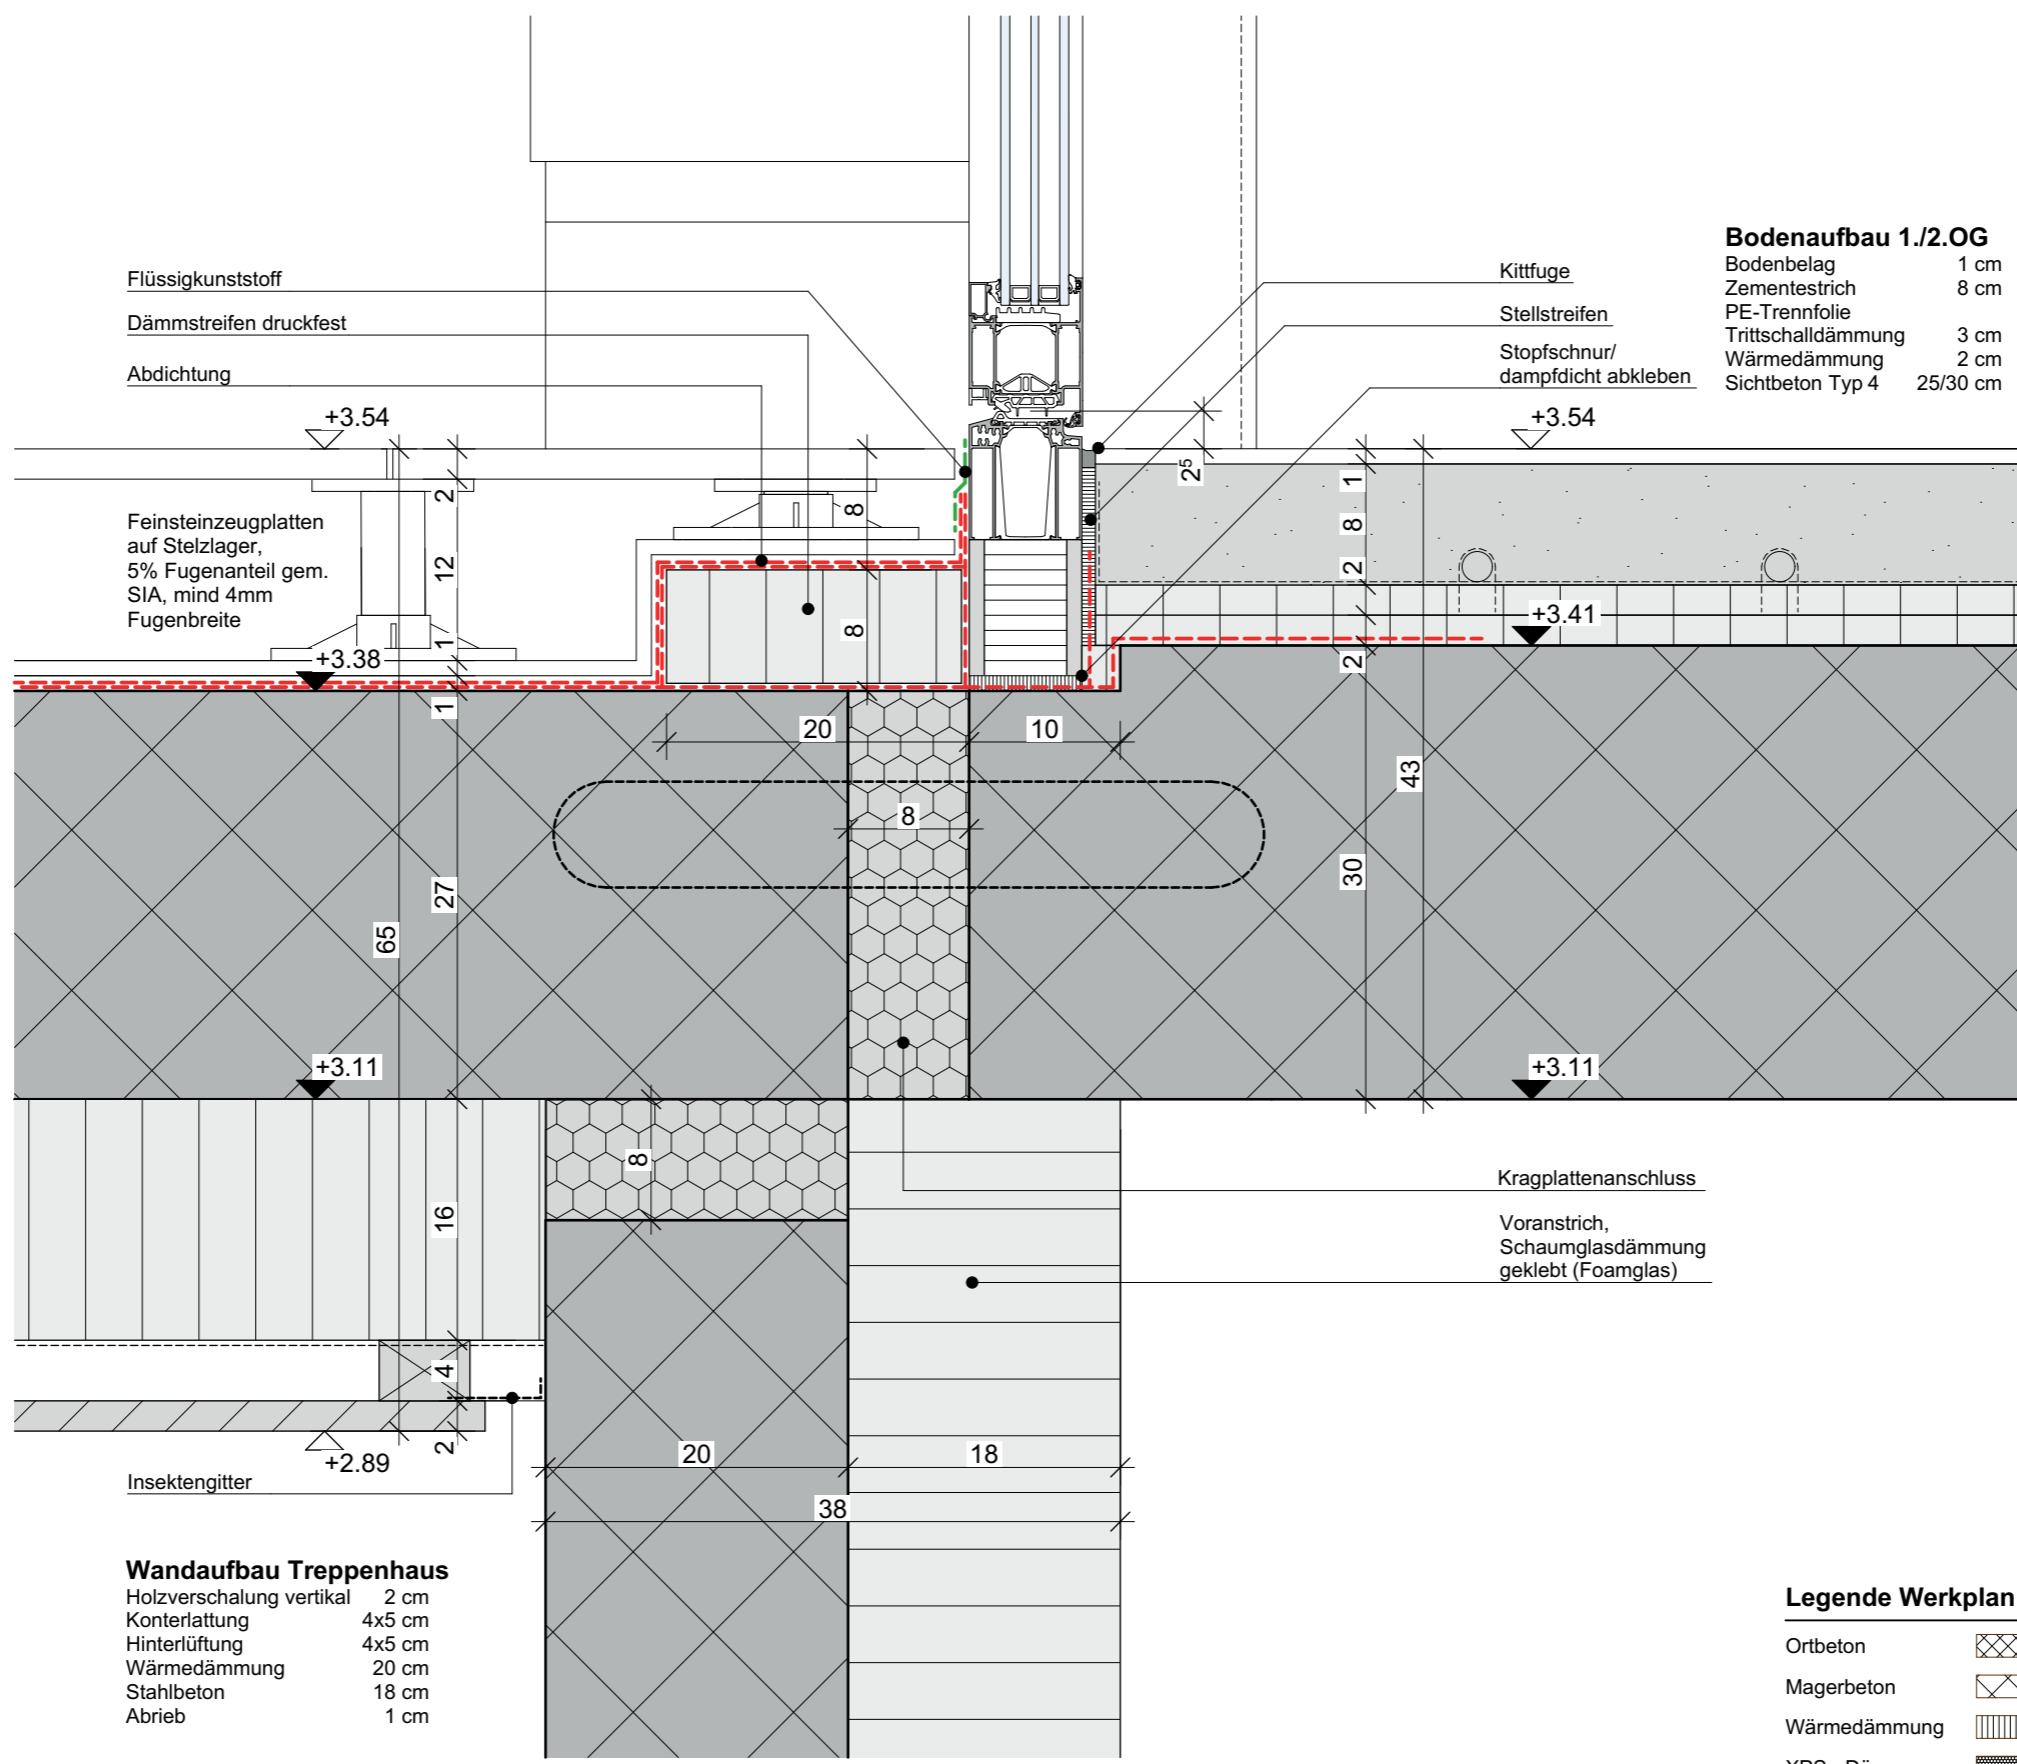 Bodenaufbau 1./2.OG
Bodenbelag 1 cm
Zementestrich 8 cm
PE-Trennfolie
Trittschalldämmung 3 cm
Wärmedämmung 2 cm
Sichtbeton Typ 4 25/30 cm
Flüssigkunststoff
Dämmstreifen druckfest
Abdichtung
Kittfuge
Stellstreifen
Stopfschnur/
dampfdicht abkleben
+3.54
+3.54
2⁵
2
8
1
Feinsteinzeugplatten
auf Stelzlager,
5% Fugenanteil gem.
SIA, mind 4mm
Fugenbreite
12
8
2
1
8
+3.41
+3.38
2
1
20
10
8
43
27
30
65
+3.11
+3.11
8
16
Kragplattenanschluss
Voranstrich,
Schaumglasdämmung
geklebt (Foamglas)
4
2
+2.89
20
18
Insektengitter
38
Wandaufbau Treppenhaus
Holzverschalung vertikal 2 cm
Konterlattung 4x5 cm
Hinterlüftung 4x5 cm
Wärmedämmung 20 cm
Stahlbeton 18 cm
Abrieb 1 cm
Legende Werkplan
Ortbeton
Magerbeton
Wärmedämmung